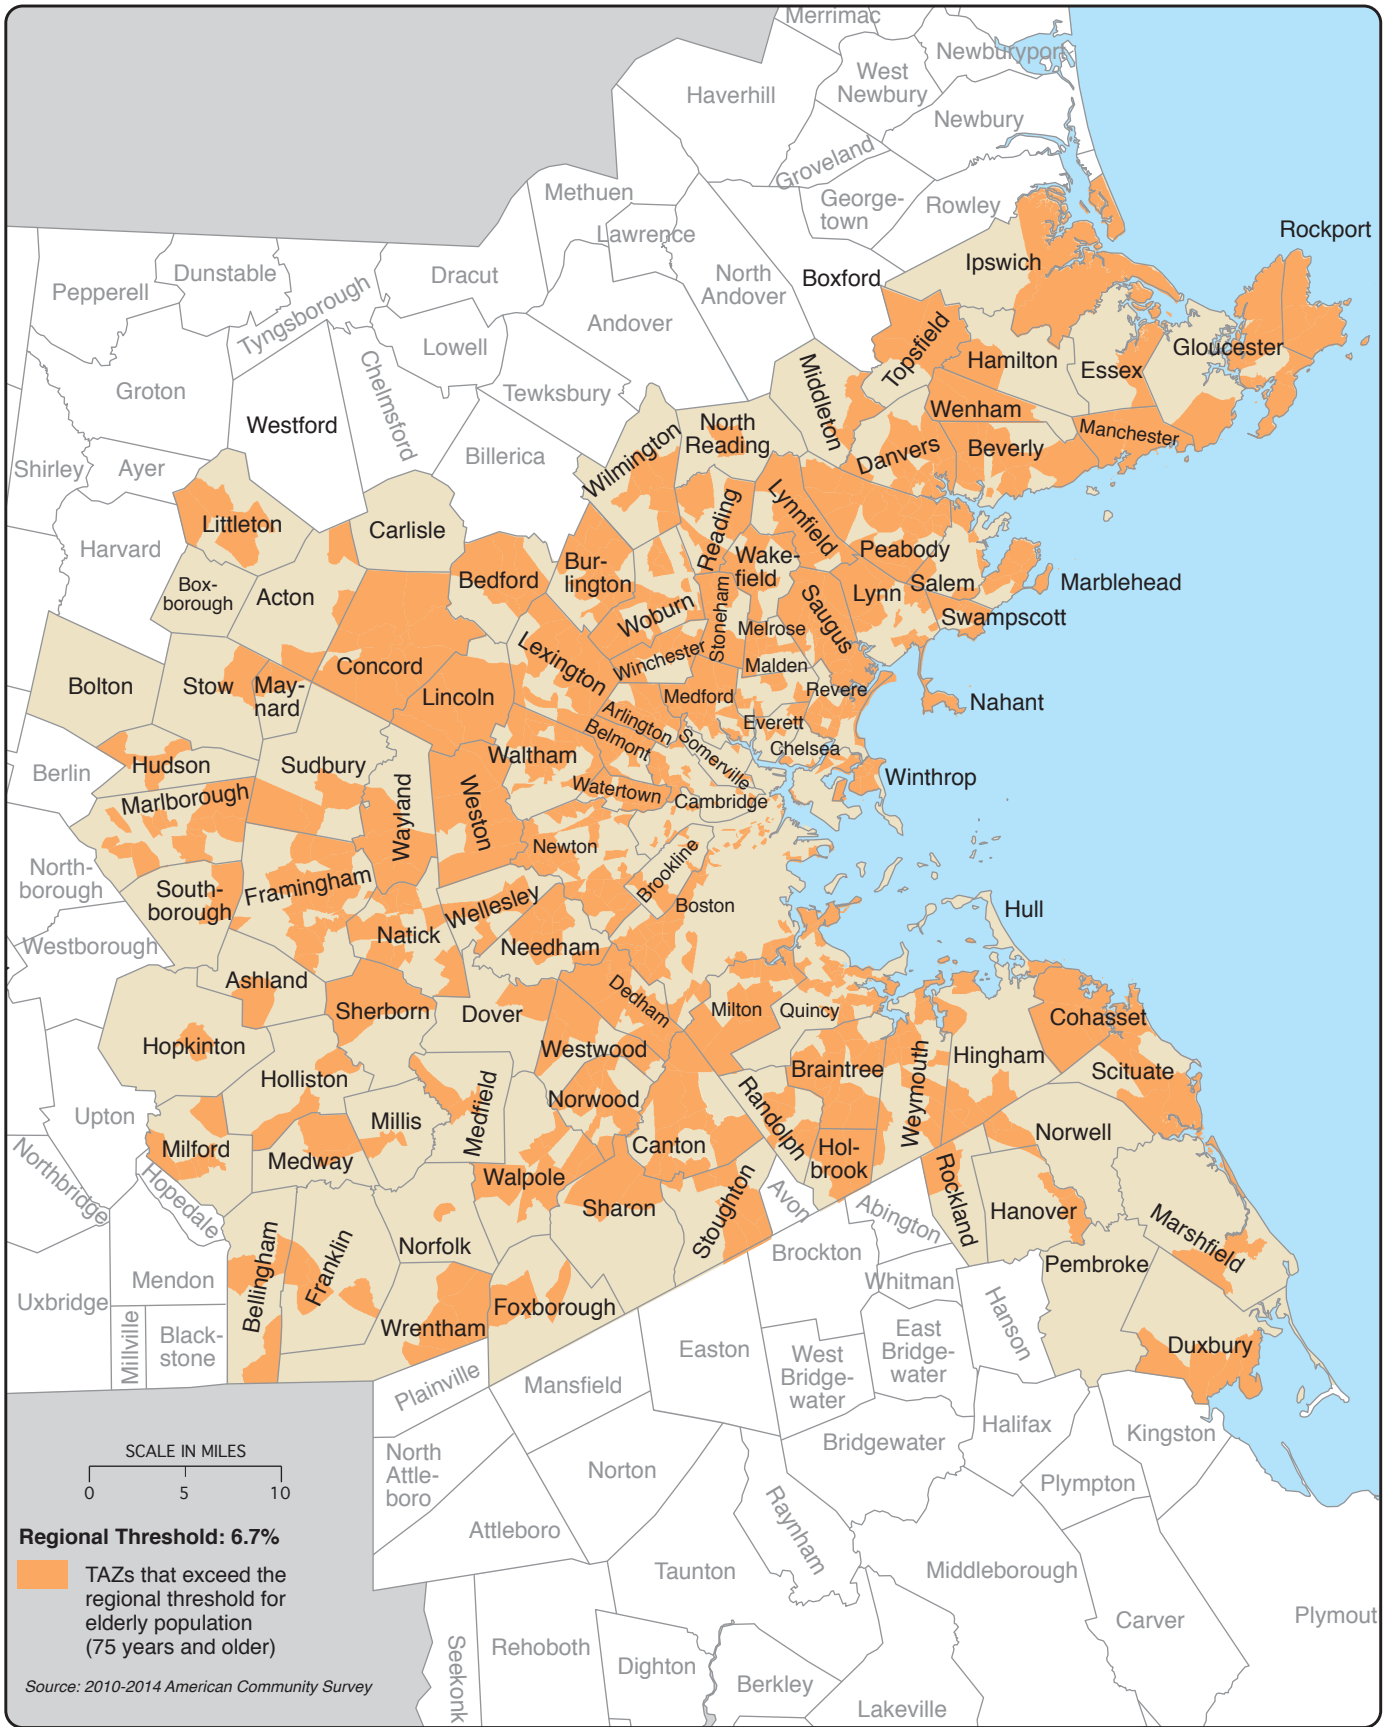 Merrimac
Newburyport
West
Newbury
Haverhill
Newbury
Groveland
Methuen
George-
town
Rowley
Lawrence
Rockport
Ipswich
Dunstable
Dracut
North
Andover
Boxford
Pepperell
Tyngsborough
Andover
Lowell
Topsfield
Gloucester
Hamilton
Essex
Groton
Chelmsford
Tewksbury
Middleton
Wenham
Westford
North
Reading
Manchester
Billerica
Wilmington
Danvers
Beverly
Shirley
Ayer
Littleton
Carlisle
Reading
Lynnfield
Harvard
Peabody
Bur-
lington
Wake-
field
Bedford
Salem
Marblehead
Box-
borough
Acton
Lynn
Woburn
Stoneham
Saugus
Swampscott
Melrose
Lexington
Winchester
Concord
Malden
Bolton
Stow
May-
nard
Lincoln
Medford
Revere
Nahant
Arlington
Everett
Belmont
Somerville
Chelsea
Waltham
Hudson
Sudbury
Berlin
Winthrop
Watertown
Cambridge
Marlborough
Wayland
Weston
Newton
Brookline
North-
borough
South-
borough
Framingham
Wellesley
Boston
Hull
Natick
Needham
Westborough
Ashland
Sherborn
Dover
Dedham
Milton
Quincy
Cohasset
Hopkinton
Westwood
Hingham
Braintree
Scituate
Holliston
Weymouth
Norwood
Medfield
Randolph
Upton
Millis
Norwell
Milford
Medway
Canton
Hol-
brook
Northbridge
Hopedale
Walpole
Rockland
Sharon
Stoughton
Avon
Abington
Hanover
Marshfield
Bellingham
Franklin
Norfolk
Brockton
Pembroke
Mendon
Whitman
Uxbridge
Foxborough
Hanson
Wrentham
Millville
Black-
stone
East
Bridge-
water
Duxbury
Easton
West
Bridge-
water
Plainville
Mansfield
Halifax
Kingston
Bridgewater
North
Attle-
boro
Norton
Plympton
Attleboro
Raynham
Taunton
Middleborough
Carver
Plymout
Seekonk
Rehoboth
Dighton
Berkley
Lakeville
SCALE IN MILES
0 5 10
Regional Threshold: 6.7%
TAZs that exceed the
regional threshold for
elderly population
(75 years and older)
Source: 2010-2014 American Community Survey